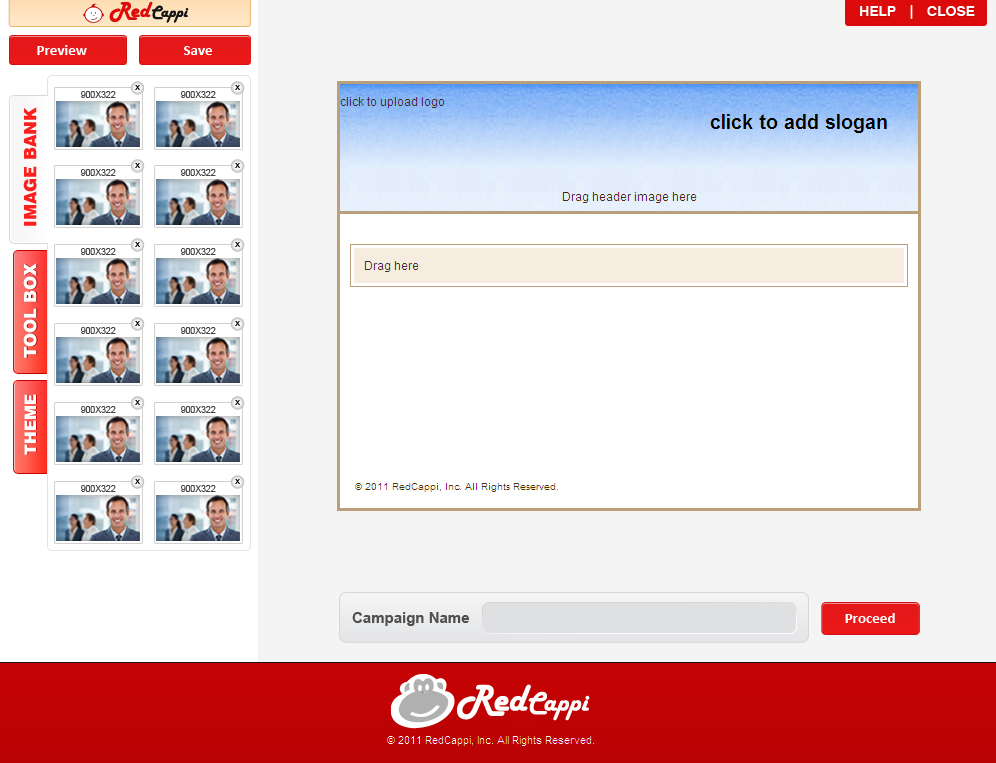 RedCappi
HELP | CLOSE
Preview
Save
IMAGE BANK
TOOL BOX
THEME
900X322 x
900X322 x
900X322 x
900X322 x
900X322 x
900X322 x
900X322 x
900X322 x
900X322 x
900X322 x
900X322 x
900X322 x
click to upload logo
click to add slogan
Drag header image here
Drag here
© 2011 RedCappi, Inc. All Rights Reserved.
Campaign Name
Proceed
RedCappi
© 2011 RedCappi, Inc. All Rights Reserved.